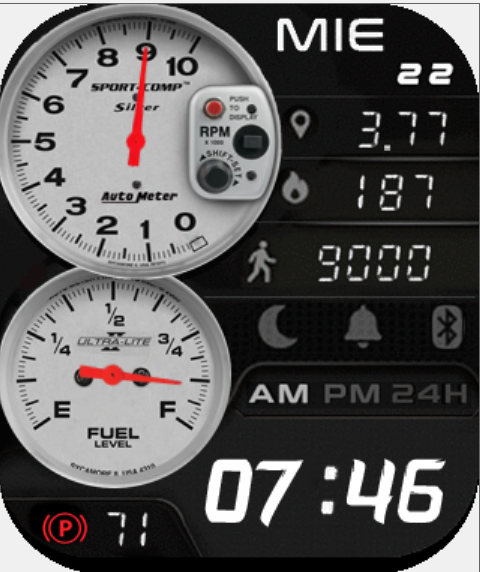 MIE
22
8 9 10
7
SPORT-COMP
Silver
6
PUSH
TO
DISPLAY
RPM
X 1000
SHIFT-SET
5
4
3
2
1
0
Auto Meter
3.77
187
9000
1/2
1/4
3/4
ULTRA-LITE
II
E
F
FUEL
LEVEL
AM PM 24H
07:46
P
71